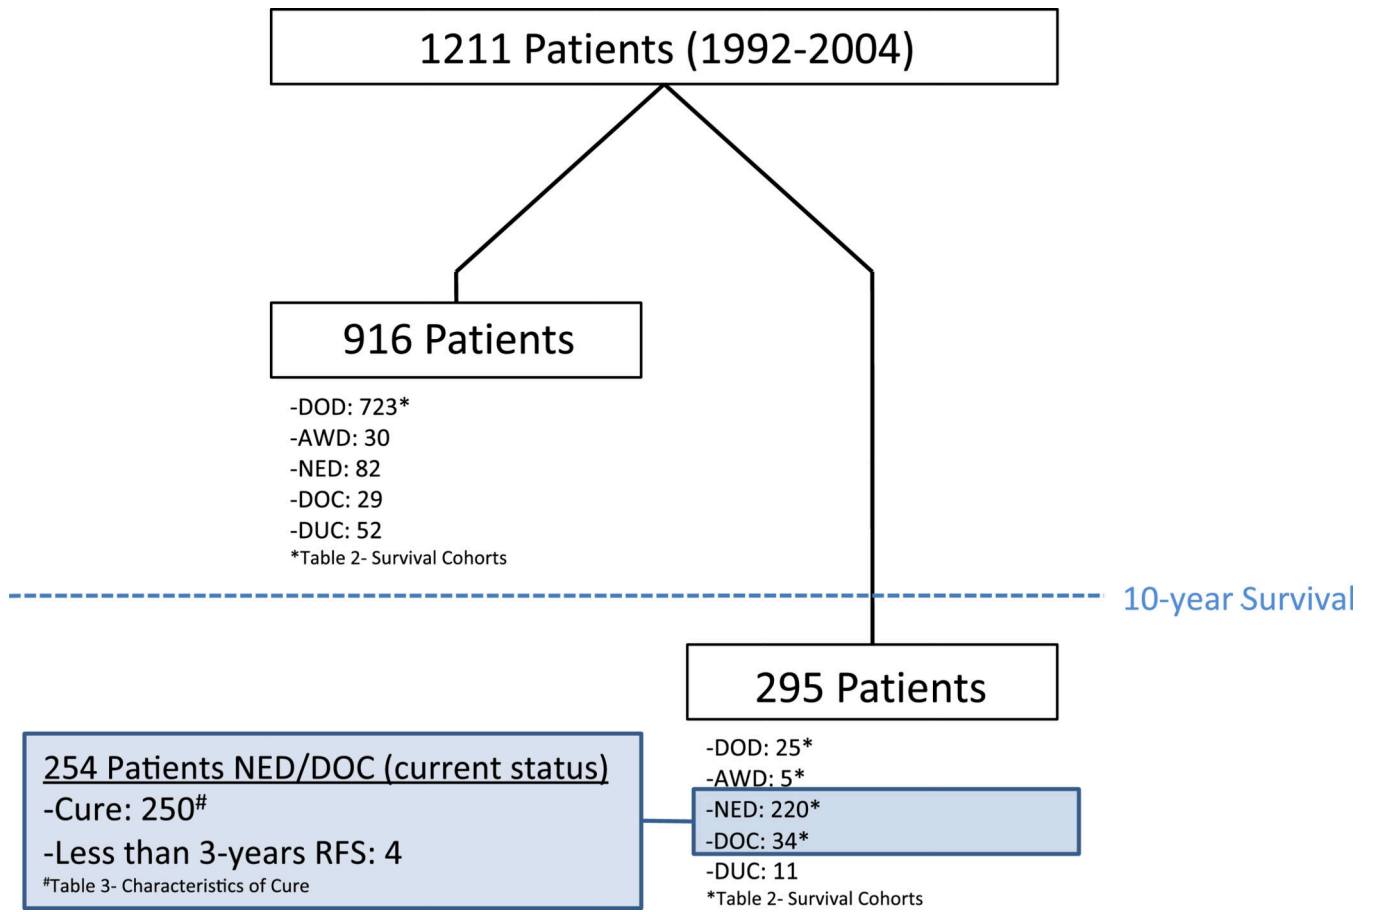 1211 Patients (1992-2004)
916 Patients
-DOD: 723*
-AWD: 30
-NED: 82
-DOC: 29
-DUC: 52
*Table 2- Survival Cohorts
10-year Survival
295 Patients
-DOD: 25*
-AWD: 5*
-NED: 220*
-DOC: 34*
-DUC: 11
*Table 2- Survival Cohorts
254 Patients NED/DOC (current status)
-Cure: 250#
-Less than 3-years RFS: 4
#Table 3- Characteristics of Cure